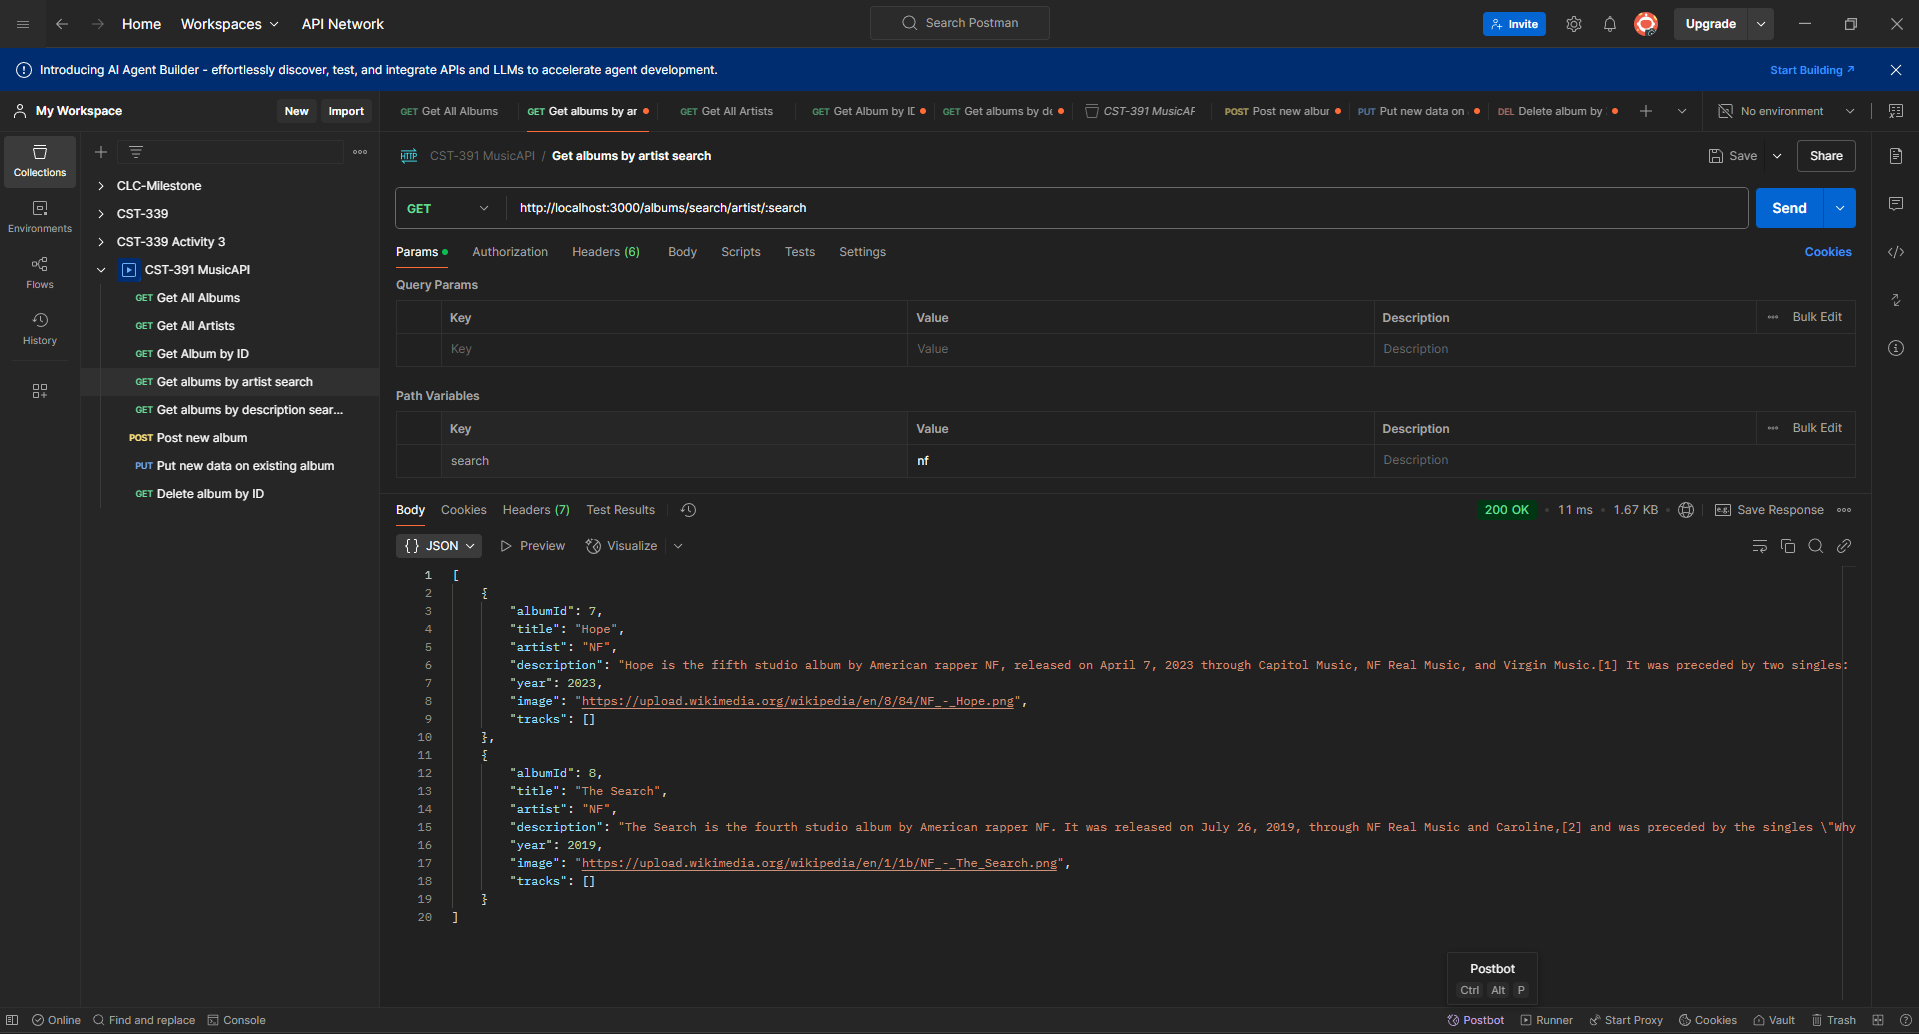 Home Workspaces API Network Search Postman Invite Upgrade
Introducing AI Agent Builder - effortlessly discover, test, and integrate APIs and LLMs to accelerate agent development. Start Building
My Workspace New Import
GET Get All Albums GET Get albums by ar GET Get All Artists GET Get Album by ID GET Get albums by de CST-391 MusicAP POST Post new albur PUT Put new data on DEL Delete album by No environment
Collections
Environments
Flows
History
CLC-Milestone
CST-339
CST-339 Activity 3
CST-391 MusicAPI
GET Get All Albums
GET Get All Artists
GET Get Album by ID
GET Get albums by artist search
GET Get albums by description sear...
POST Post new album
PUT Put new data on existing album
GET Delete album by ID
HTTP CST-391 MusicAPI / Get albums by artist search Save Share
GET http://localhost:3000/albums/search/artist/:search Send
Params Authorization Headers (6) Body Scripts Tests Settings Cookies
Query Params
Key Value Description Bulk Edit
Key Value Description
Path Variables
Key Value Description Bulk Edit
search nf Description
Body Cookies Headers (7) Test Results 200 OK 11 ms 1.67 KB e.g. Save Response
{} JSON Preview Visualize
1 [
2 {
3 "albumId": 7,
4 "title": "Hope",
5 "artist": "NF",
6 "description": "Hope is the fifth studio album by American rapper NF, released on April 7, 2023 through Capitol Music, NF Real Music, and Virgin Music.[1] It was preceded by two singles:
7 "year": 2023,
8 "image": "https://upload.wikimedia.org/wikipedia/en/8/84/NF_-_Hope.png",
9 "tracks": []
10 },
11 {
12 "albumId": 8,
13 "title": "The Search",
14 "artist": "NF",
15 "description": "The Search is the fourth studio album by American rapper NF. It was released on July 26, 2019, through NF Real Music and Caroline,[2] and was preceded by the singles \"Why
16 "year": 2019,
17 "image": "https://upload.wikimedia.org/wikipedia/en/1/1b/NF_-_The_Search.png",
18 "tracks": []
19 }
20 ]
Postbot
Ctrl Alt P
Online Find and replace Console Postbot Runner Start Proxy Cookies Vault Trash